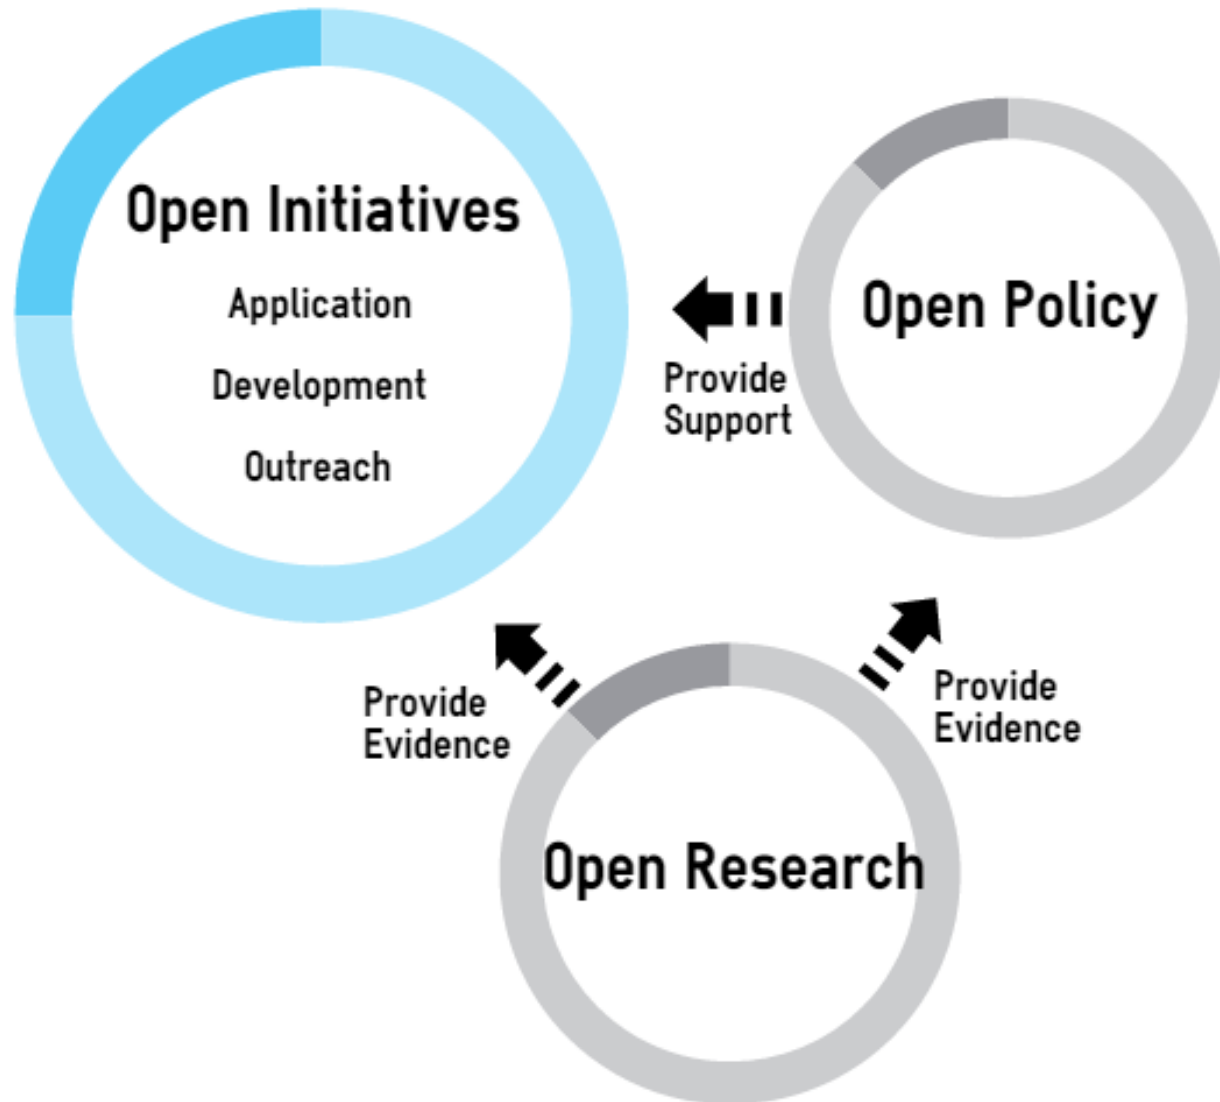 Open Initiatives
Application
Development
Outreach
Open Policy
Provide
Support
Provide
Evidence
Provide
Evidence
Open Research